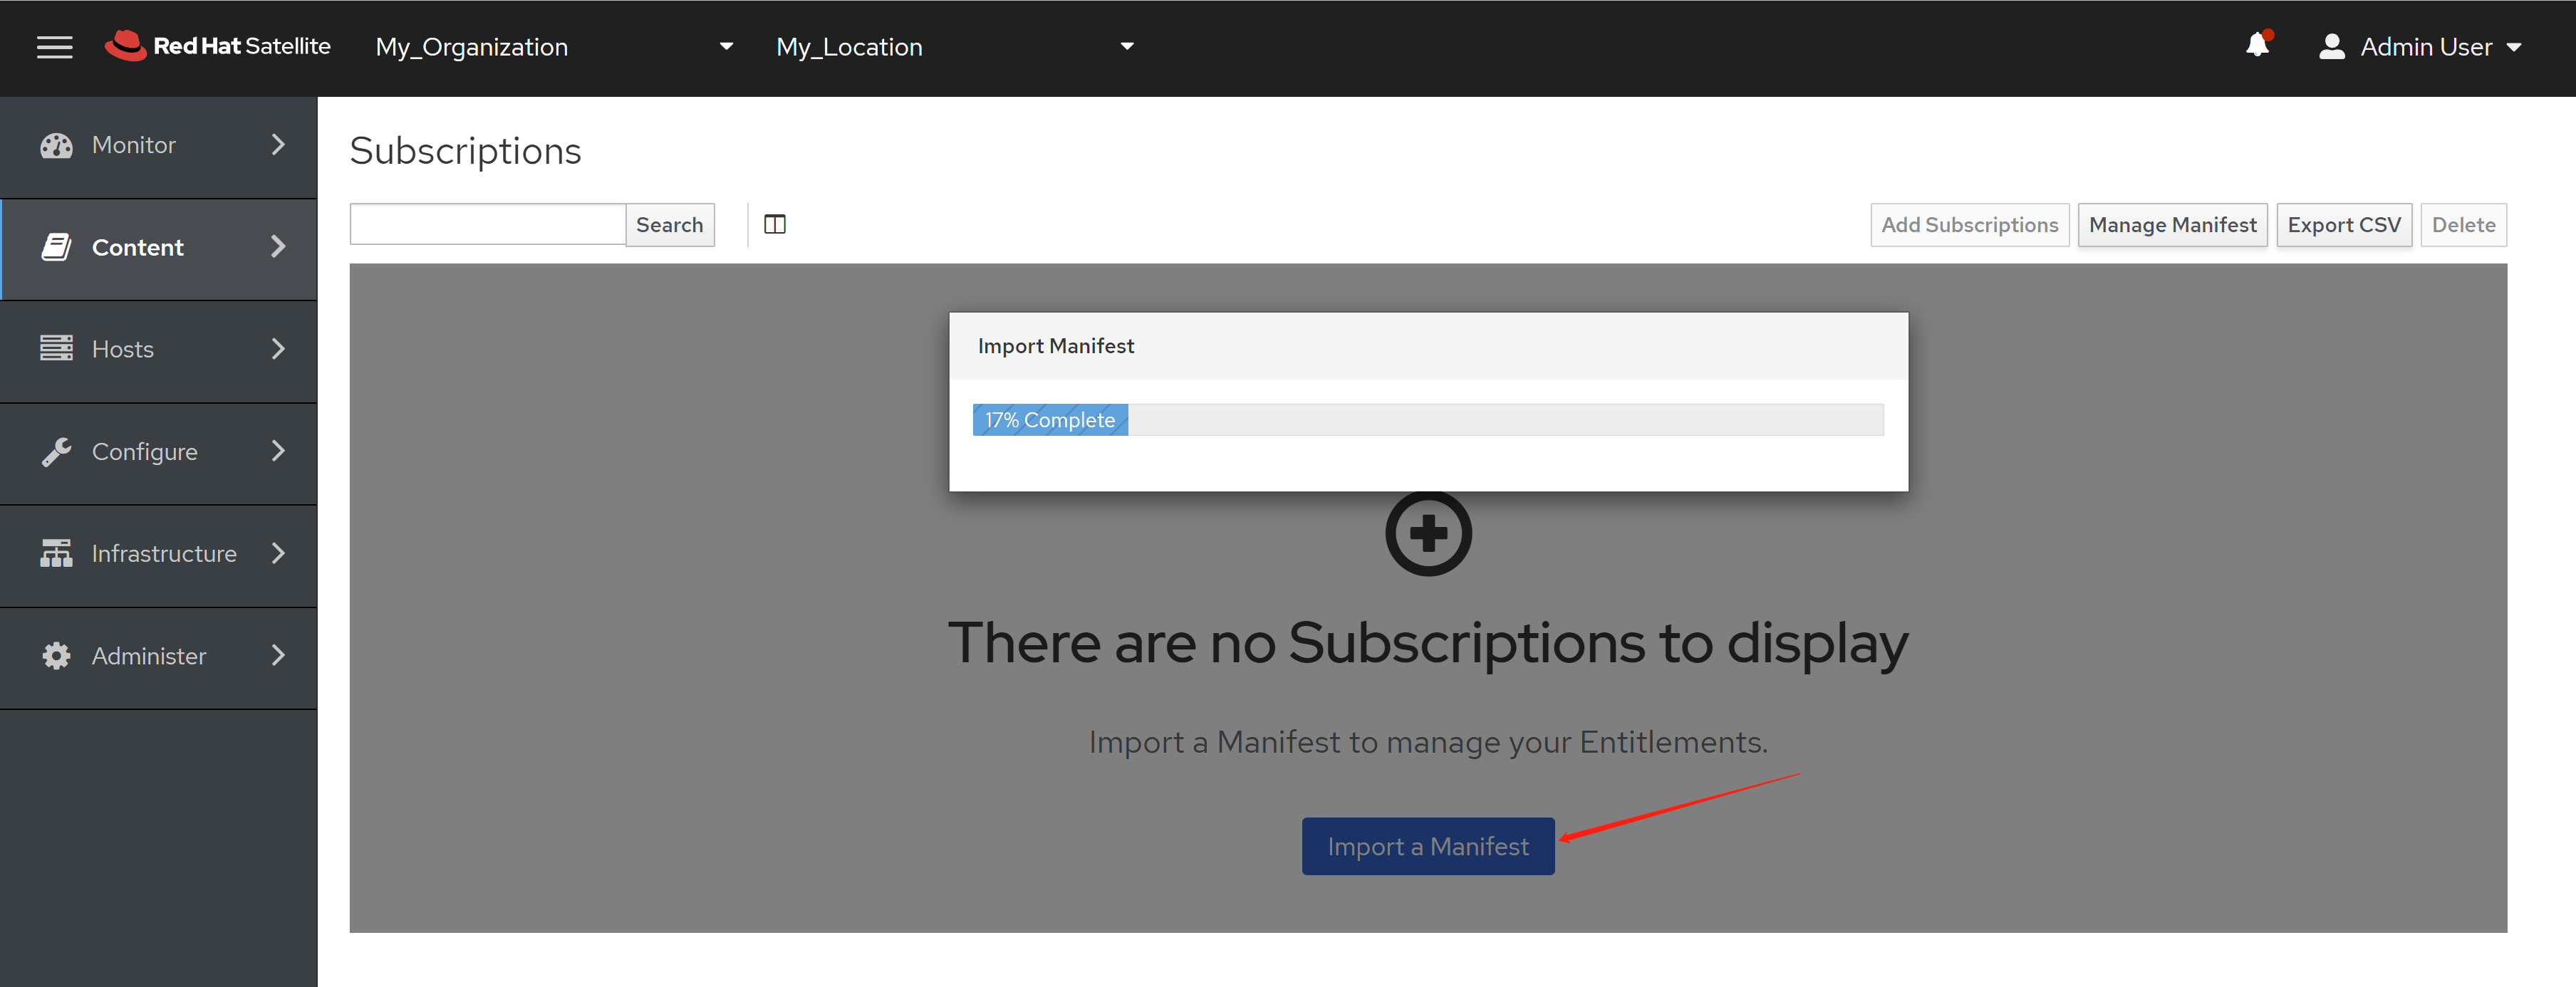 Red Hat Satellite My_Organization My_Location Admin User
Monitor
Content
Hosts
Configure
Infrastructure
Administer
Subscriptions
Search Add Subscriptions Manage Manifest Export CSV Delete
Import Manifest
17% Complete
There are no Subscriptions to display
Import a Manifest to manage your Entitlements.
Import a Manifest